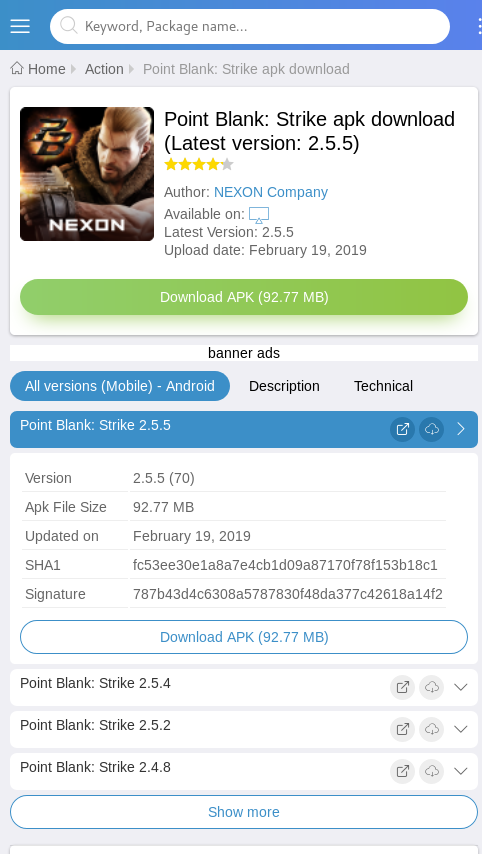 Keyword, Package name...
Home Action Point Blank: Strike apk download
PB
NEXON
Point Blank: Strike apk download
(Latest version: 2.5.5)
Author: NEXON Company
Available on:
Latest Version: 2.5.5
Upload date: February 19, 2019
Download APK (92.77 MB)
banner ads
All versions (Mobile) - Android Description Technical
Point Blank: Strike 2.5.5
Version 2.5.5 (70)
Apk File Size 92.77 MB
Updated on February 19, 2019
SHA1 fc53ee30e1a8a7e4cb1d09a87170f78f153b18c1
Signature 787b43d4c6308a5787830f48da377c42618a14f2
Download APK (92.77 MB)
Point Blank: Strike 2.5.4
Point Blank: Strike 2.5.2
Point Blank: Strike 2.4.8
Show more